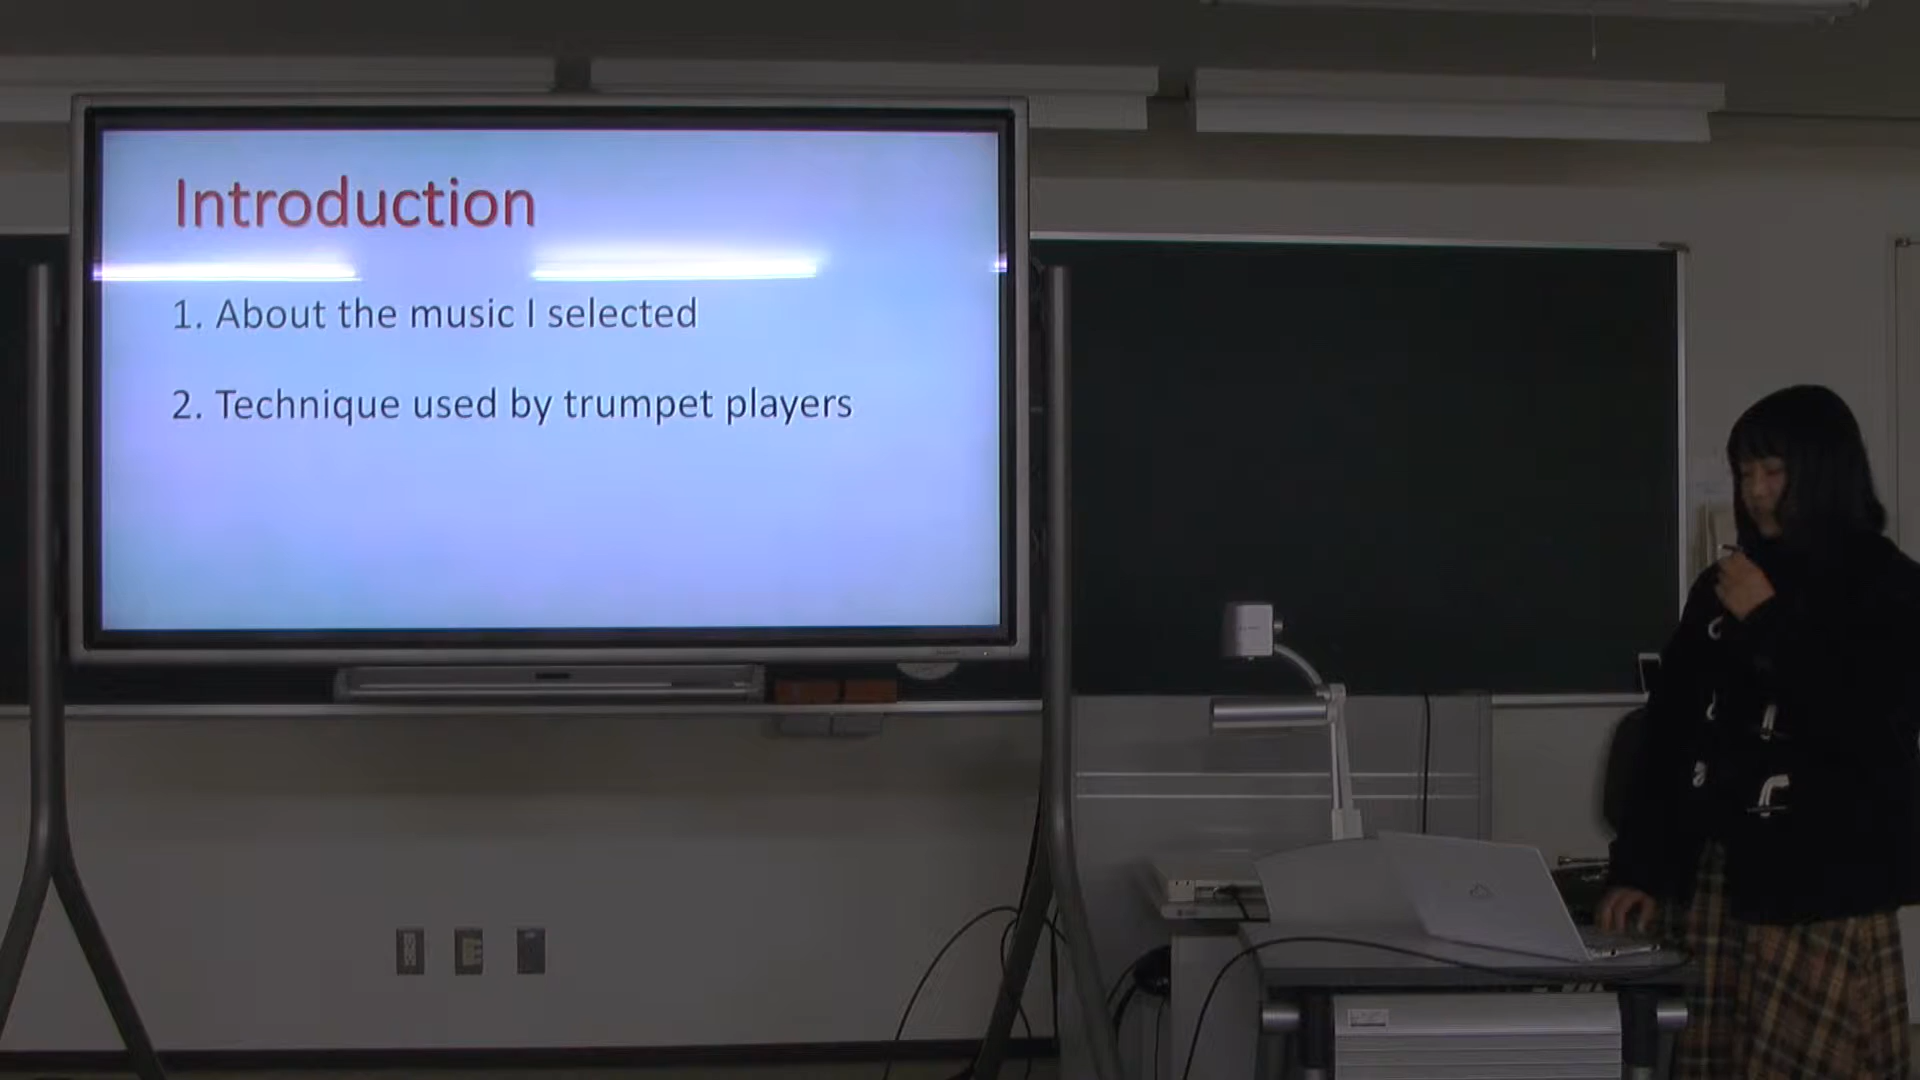 Introduction
1. About the music I selected
2. Technique used by trumpet players